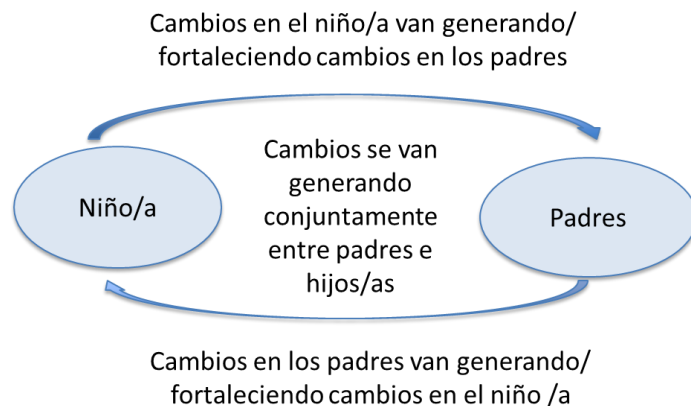 Cambios en el niño/a van generando/
fortaleciendo cambios en los padres
Niño/a
Cambios se van
generando
conjuntamente
entre padres e
hijos/as
Padres
Cambios en los padres van generando/
fortaleciendo cambios en el niño /a